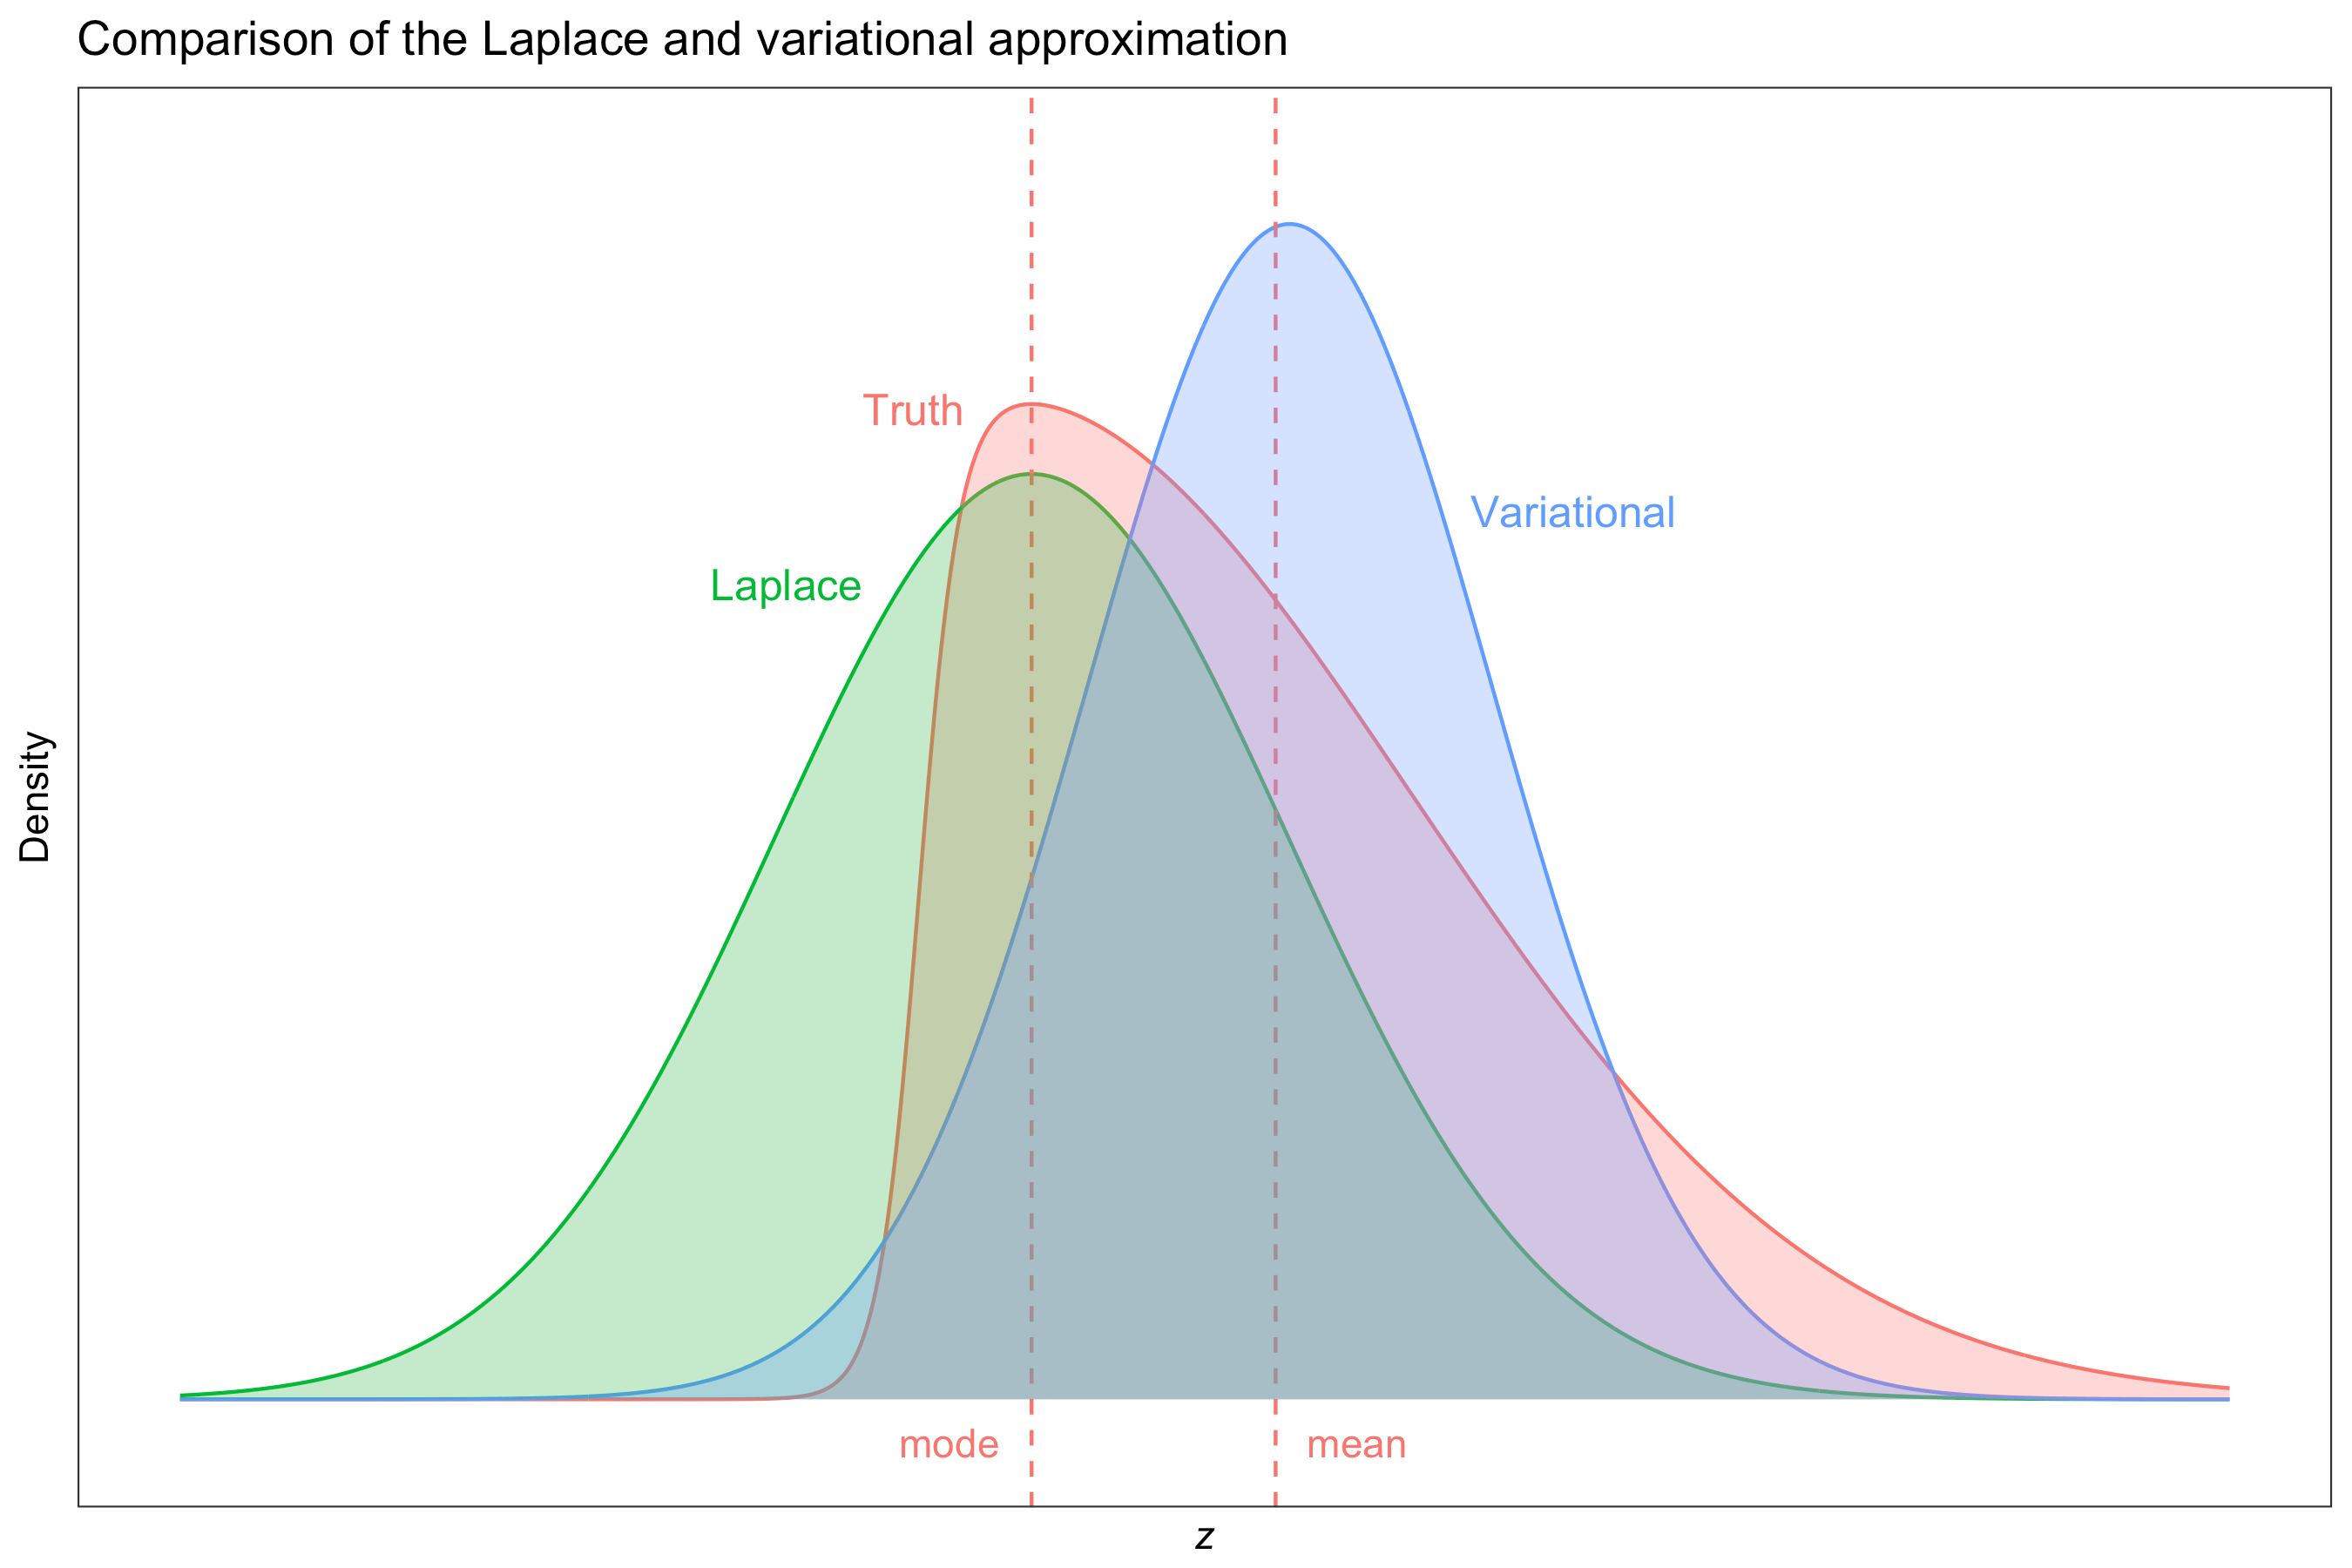 Comparison of the Laplace and variational approximation
Truth
Variational
Laplace
Density
mode
mean
z